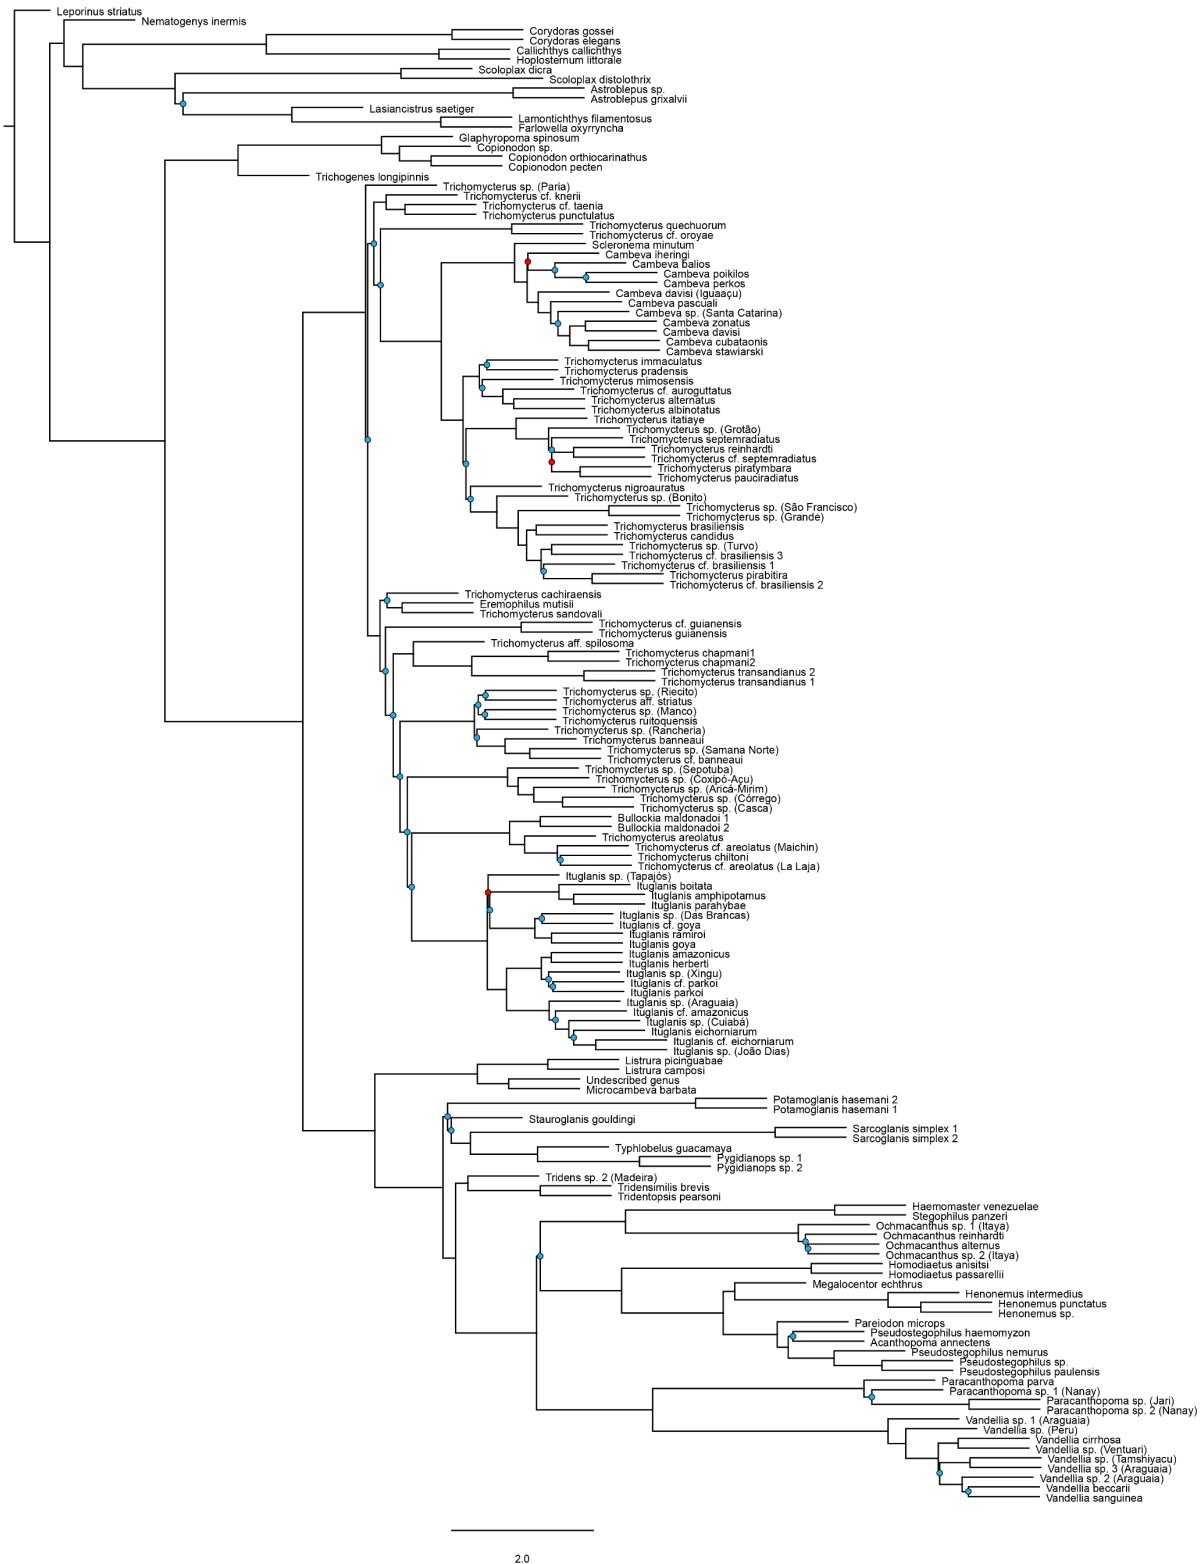 Leporinus striatus
Nematogenys inermis
Corydoras gossei
Corydoras elegans
Callichthys callichthys
Hoplosternum littorale
Scoloplax dicra
Scoloplax distolothrix
Astroblepus sp.
Astroblepus grixalvii
Lasiancistrus saetiger
Lamontichthys filamentosus
Farlowella oxyrryncha
Glaphyropoma spinosum
Copionodon sp.
Copionodon orthiocarinathus
Copionodon pecten
Trichogenes longipinnis
Trichomycterus sp. (Paria)
Trichomycterus cf. knerii
Trichomycterus cf. taenia
Trichomycterus punctulatus
Trichomycterus quechuorum
Trichomycterus cf. oroyae
Scleronema minutum
Cambeva iheringi
Cambeva balios
Cambeva poikilos
Cambeva perkos
Cambeva davisi (Iguaaçu)
Cambeva pascuali
Cambeva sp. (Santa Catarina)
Cambeva zonatus
Cambeva davisi
Cambeva cubataonis
Cambeva stawiarski
Trichomycterus immaculatus
Trichomycterus pradensis
Trichomycterus mimosensis
Trichomycterus cf. auroguttatus
Trichomycterus alternatus
Trichomycterus albinotatus
Trichomycterus itatiaye
Trichomycterus sp. (Grotão)
Trichomycterus septemradiatus
Trichomycterus reinhardti
Trichomycterus cf. septemradiatus
Trichomycterus piratymbara
Trichomycterus pauciradiatus
Trichomycterus nigroauratus
Trichomycterus sp. (Bonito)
Trichomycterus sp. (São Francisco)
Trichomycterus sp. (Grande)
Trichomycterus brasiliensis
Trichomycterus candidus
Trichomycterus sp. (Turvo)
Trichomycterus cf. brasiliensis 3
Trichomycterus cf. brasiliensis 1
Trichomycterus pirabitira
Trichomycterus cf. brasiliensis 2
Trichomycterus cachiraensis
Eremophilus mutisii
Trichomycterus sandovali
Trichomycterus cf. guianensis
Trichomycterus guianensis
Trichomycterus aff. spilosoma
Trichomycterus chapmani1
Trichomycterus chapmani2
Trichomycterus transandianus 2
Trichomycterus transandianus 1
Trichomycterus sp. (Riecito)
Trichomycterus aff. striatus
Trichomycterus sp. (Manco)
Trichomycterus ruitoquensis
Trichomycterus sp. (Rancheria)
Trichomycterus banneaui
Trichomycterus sp. (Samana Norte)
Trichomycterus cf. banneaui
Trichomycterus sp. (Sepotuba)
Trichomycterus sp. (Coxipó-Açu)
Trichomycterus sp. (Aricá-Mirim)
Trichomycterus sp. (Córrego)
Trichomycterus sp. (Casca)
Bullockia maldonadoi 1
Bullockia maldonadoi 2
Trichomycterus areolatus
Trichomycterus cf. areolatus (Maichin)
Trichomycterus chiltoni
Trichomycterus cf. areolatus (La Laja)
Ituglanis sp. (Tapajós)
Ituglanis boitata
Ituglanis amphipotamus
Ituglanis parahybae
Ituglanis sp. (Das Brancas)
Ituglanis cf. goya
Ituglanis ramiroi
Ituglanis goya
Ituglanis amazonicus
Ituglanis herberti
Ituglanis sp. (Xingu)
Ituglanis cf. parkoi
Ituglanis parkoi
Ituglanis sp. (Araguaia)
Ituglanis cf. amazonicus
Ituglanis sp. (Cuiabá)
Ituglanis eichorniarum
Ituglanis cf. eichorniarum
Ituglanis sp. (João Dias)
Listrura picinguabae
Listrura camposi
Undescribed genus
Microcambeva barbata
Potamoglanis hasemani 2
Potamoglanis hasemani 1
Stauroglanis gouldingi
Sarcoglanis simplex 1
Sarcoglanis simplex 2
Typhlobelus guacamaya
Pygidianops sp. 1
Pygidianops sp. 2
Tridens sp. 2 (Madeira)
Tridensimilis brevis
Tridentopsis pearsoni
Haemomaster venezuelae
Stegophilus panzeri
Ochmacanthus sp. 1 (Itaya)
Ochmacanthus reinhardti
Ochmacanthus alternus
Ochmacanthus sp. 2 (Itaya)
Homodiaetus anisitsi
Homodiaetus passarellii
Megalocentor echthrus
Henonemus intermedius
Henonemus punctatus
Henonemus sp.
Pareiodon microps
Pseudostegophilus haemomyzon
Acanthopoma annectens
Pseudostegophilus nemurus
Pseudostegophilus sp.
Pseudostegophilus paulensis
Paracanthopoma parva
Paracanthopoma sp. 1 (Nanay)
Paracanthopoma sp. (Jari)
Paracanthopoma sp. 2 (Nanay)
Vandellia sp. 1 (Araguaia)
Vandellia sp. (Peru)
Vandellia cirrhosa
Vandellia sp. (Ventuari)
Vandellia sp. (Tamshiyacu)
Vandellia sp. 3 (Araguaia)
Vandellia sp. 2 (Araguaia)
Vandellia beccarii
Vandellia sanguinea
2.0